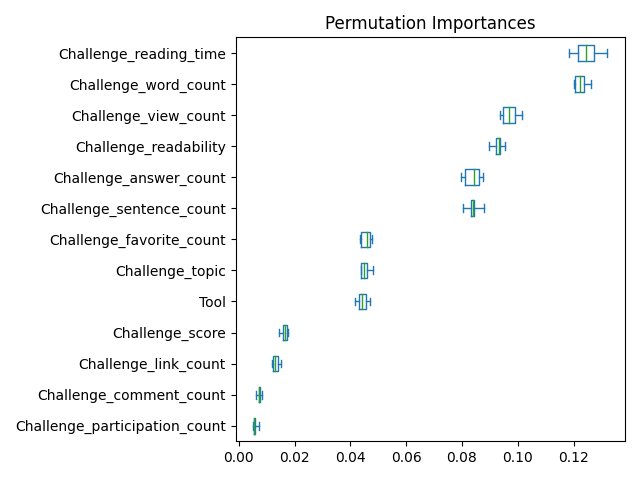 Permutation Importances
Challenge_reading_time
Challenge_word_count
Challenge_view_count
Challenge_readability
Challenge_answer_count
Challenge_sentence_count
Challenge_favorite_count
Challenge_topic
Tool
Challenge_score
Challenge_link_count
Challenge_comment_count
Challenge_participation_count
0.00 0.02 0.04 0.06 0.08 0.10 0.12